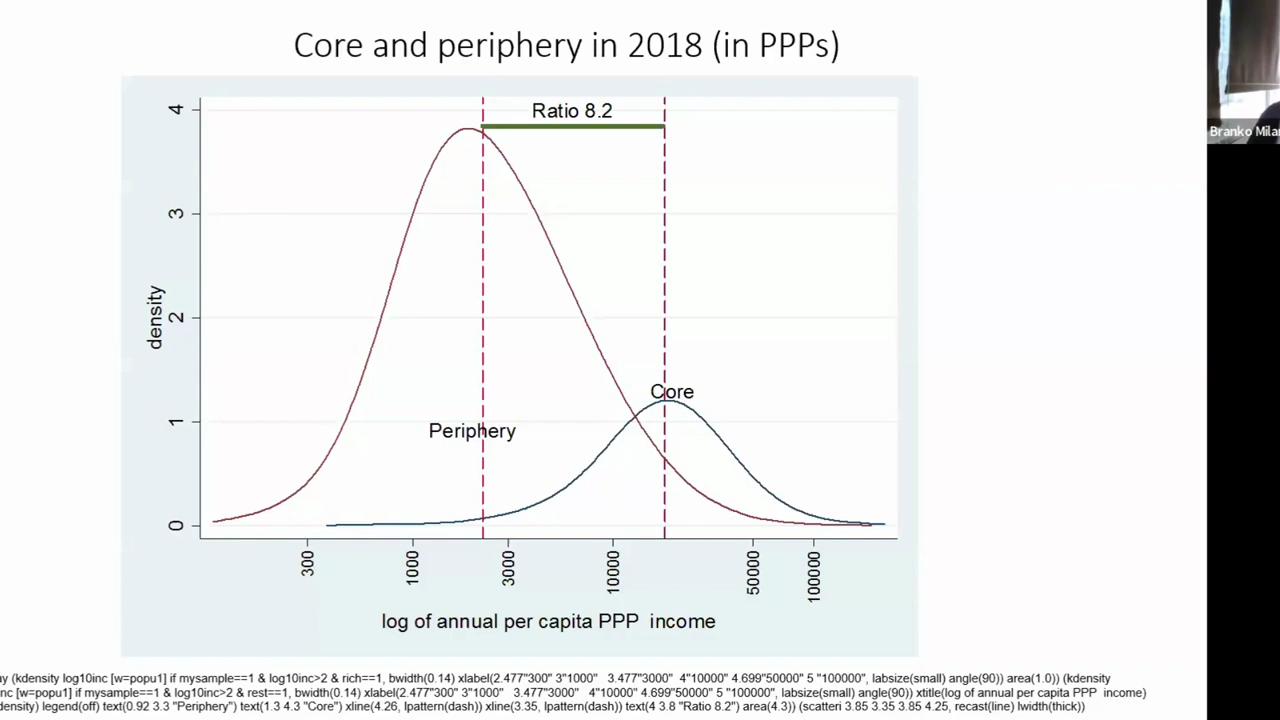 Core and periphery in 2018 (in PPPs)
Branko Milan
Ratio 8.2
4
3
2
1
0
density
Core
Periphery
300
1000
3000
10000
50000
100000
log of annual per capita PPP income
ay (kdensity log10inc [w=popu1] if mysample==1 & log10inc>2 & rich==1, bwidth(0.14) xlabel(2.477"300" 3"1000" 3.477"3000" 4"10000" 4.699"50000" 5 "100000", labsize(small) angle(90)) area(1.0)) (kdensity
nc [w=popu1] if mysample==1 & log10inc>2 & rest==1, bwidth(0.14) xlabel(2.477"300" 3"1000" 3.477"3000" 4"10000" 4.699"50000" 5 "100000", labsize(small) angle(90)) xtitle(log of annual per capita PPP income)
density) legend(off) text(0.92 3.3 "Periphery") text(1.3 4.3 "Core") xline(4.26, lpattern(dash)) xline(3.35, lpattern(dash)) text(4 3.8 "Ratio 8.2") area(4.3)) (scatteri 3.85 3.35 3.85 4.25, recast(line) lwidth(thick))